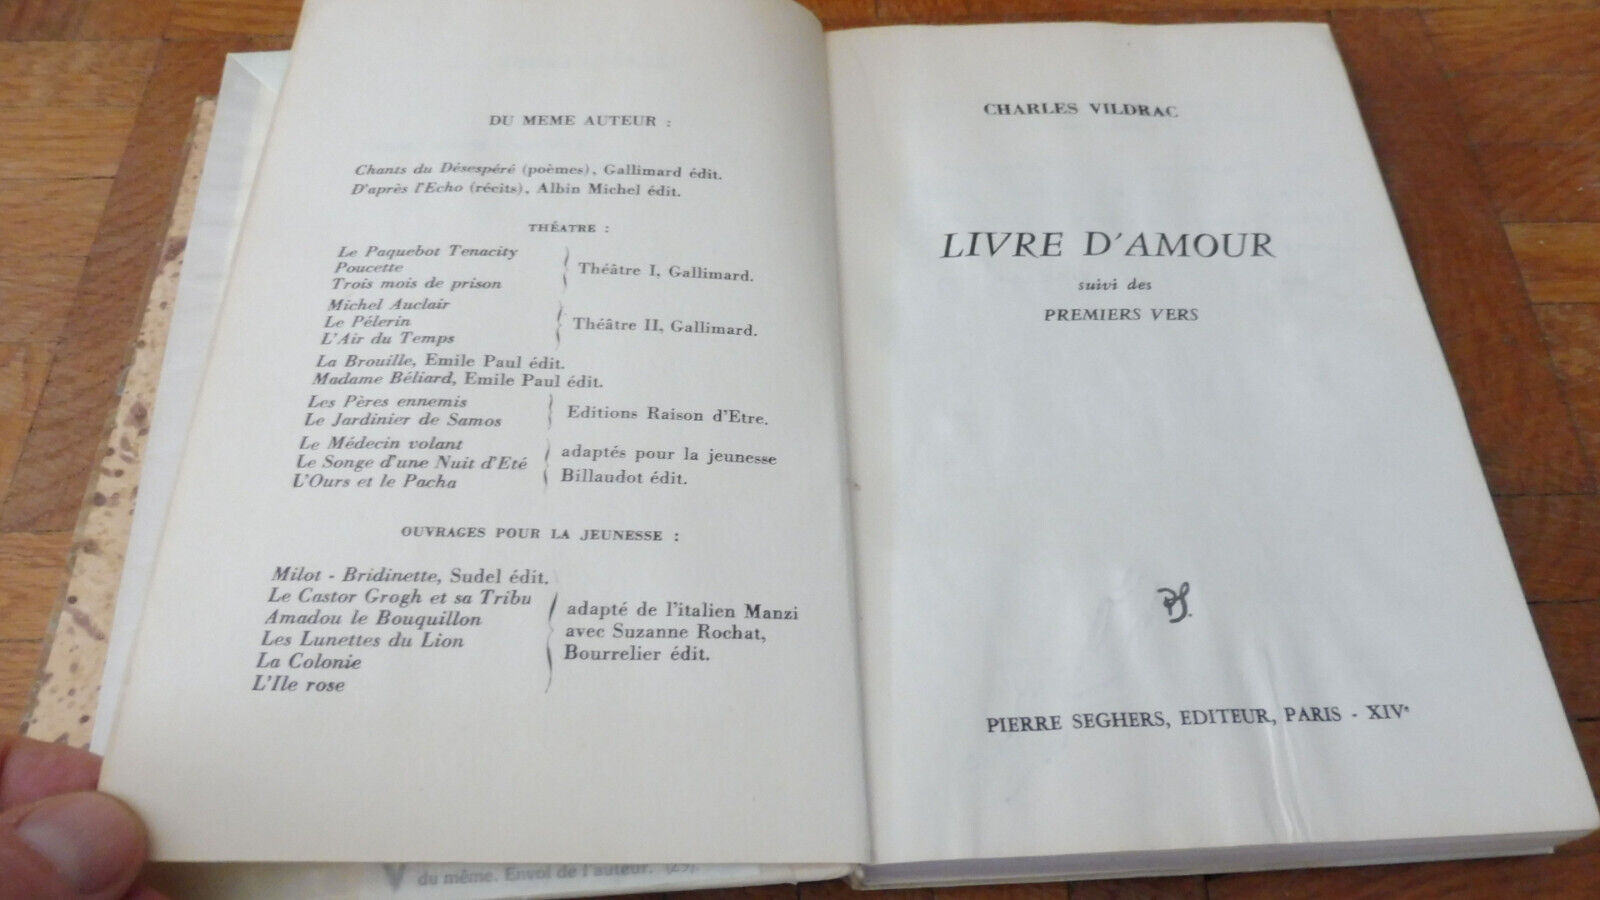 DU MEME AUTEUR :
Chants du Désespéré (poèmes), Gallimard édit.
D'après l'Echo (récits), Albin Michel édit.
THÉATRE :
Le Paquebot Tenacity
Poucette
Trois mois de prison
Théâtre I, Gallimard.
Michel Auclair
Le Pélerin
L'Air du Temps
Théâtre II, Gallimard.
La Brouille, Emile Paul édit.
Madame Béliard, Emile Paul édit.
Les Pères ennemis
Le Jardinier de Samos
Editions Raison d'Etre.
Le Médecin volant
Le Songe d'une Nuit d'Eté
L'Ours et le Pacha
adaptés pour la jeunesse
Billaudot édit.
OUVRAGES POUR LA JEUNESSE :
Milot - Bridinette, Sudel édit.
Le Castor Grogh et sa Tribu
Amadou le Bouquillon
Les Lunettes du Lion
La Colonie
L'Ile rose
adapté de l'italien Manzi
avec Suzanne Rochat,
Bourrelier édit.
du même. Envoi de l'auteur. (29).
CHARLES VILDRAC
LIVRE D'AMOUR
suivi des
PREMIERS VERS
PS.
PIERRE SEGHERS, EDITEUR, PARIS - XIVe